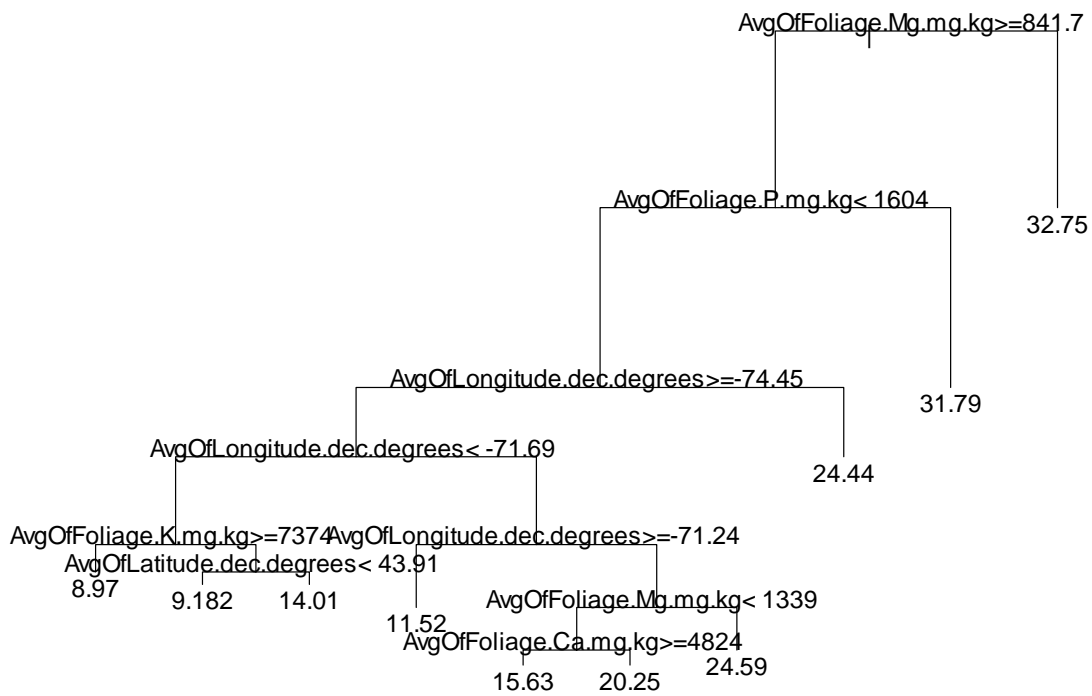 AvgOfFoliage.Mg.mg.kg>=841.7
AvgOfFoliage.P.mg.kg< 1604
32.75
AvgOfLongitude.dec.degrees>=-74.45
31.79
AvgOfLongitude.dec.degrees< -71.69
24.44
AvgOfFoliage.K.mg.kg>=7374
AvgOfLongitude.dec.degrees>=-71.24
AvgOfLatitude.dec.degrees< 43.91
8.97
9.182
14.01
AvgOfFoliage.Mg.mg.kg< 1339
11.52
AvgOfFoliage.Ca.mg.kg>=4824
24.59
15.63
20.25